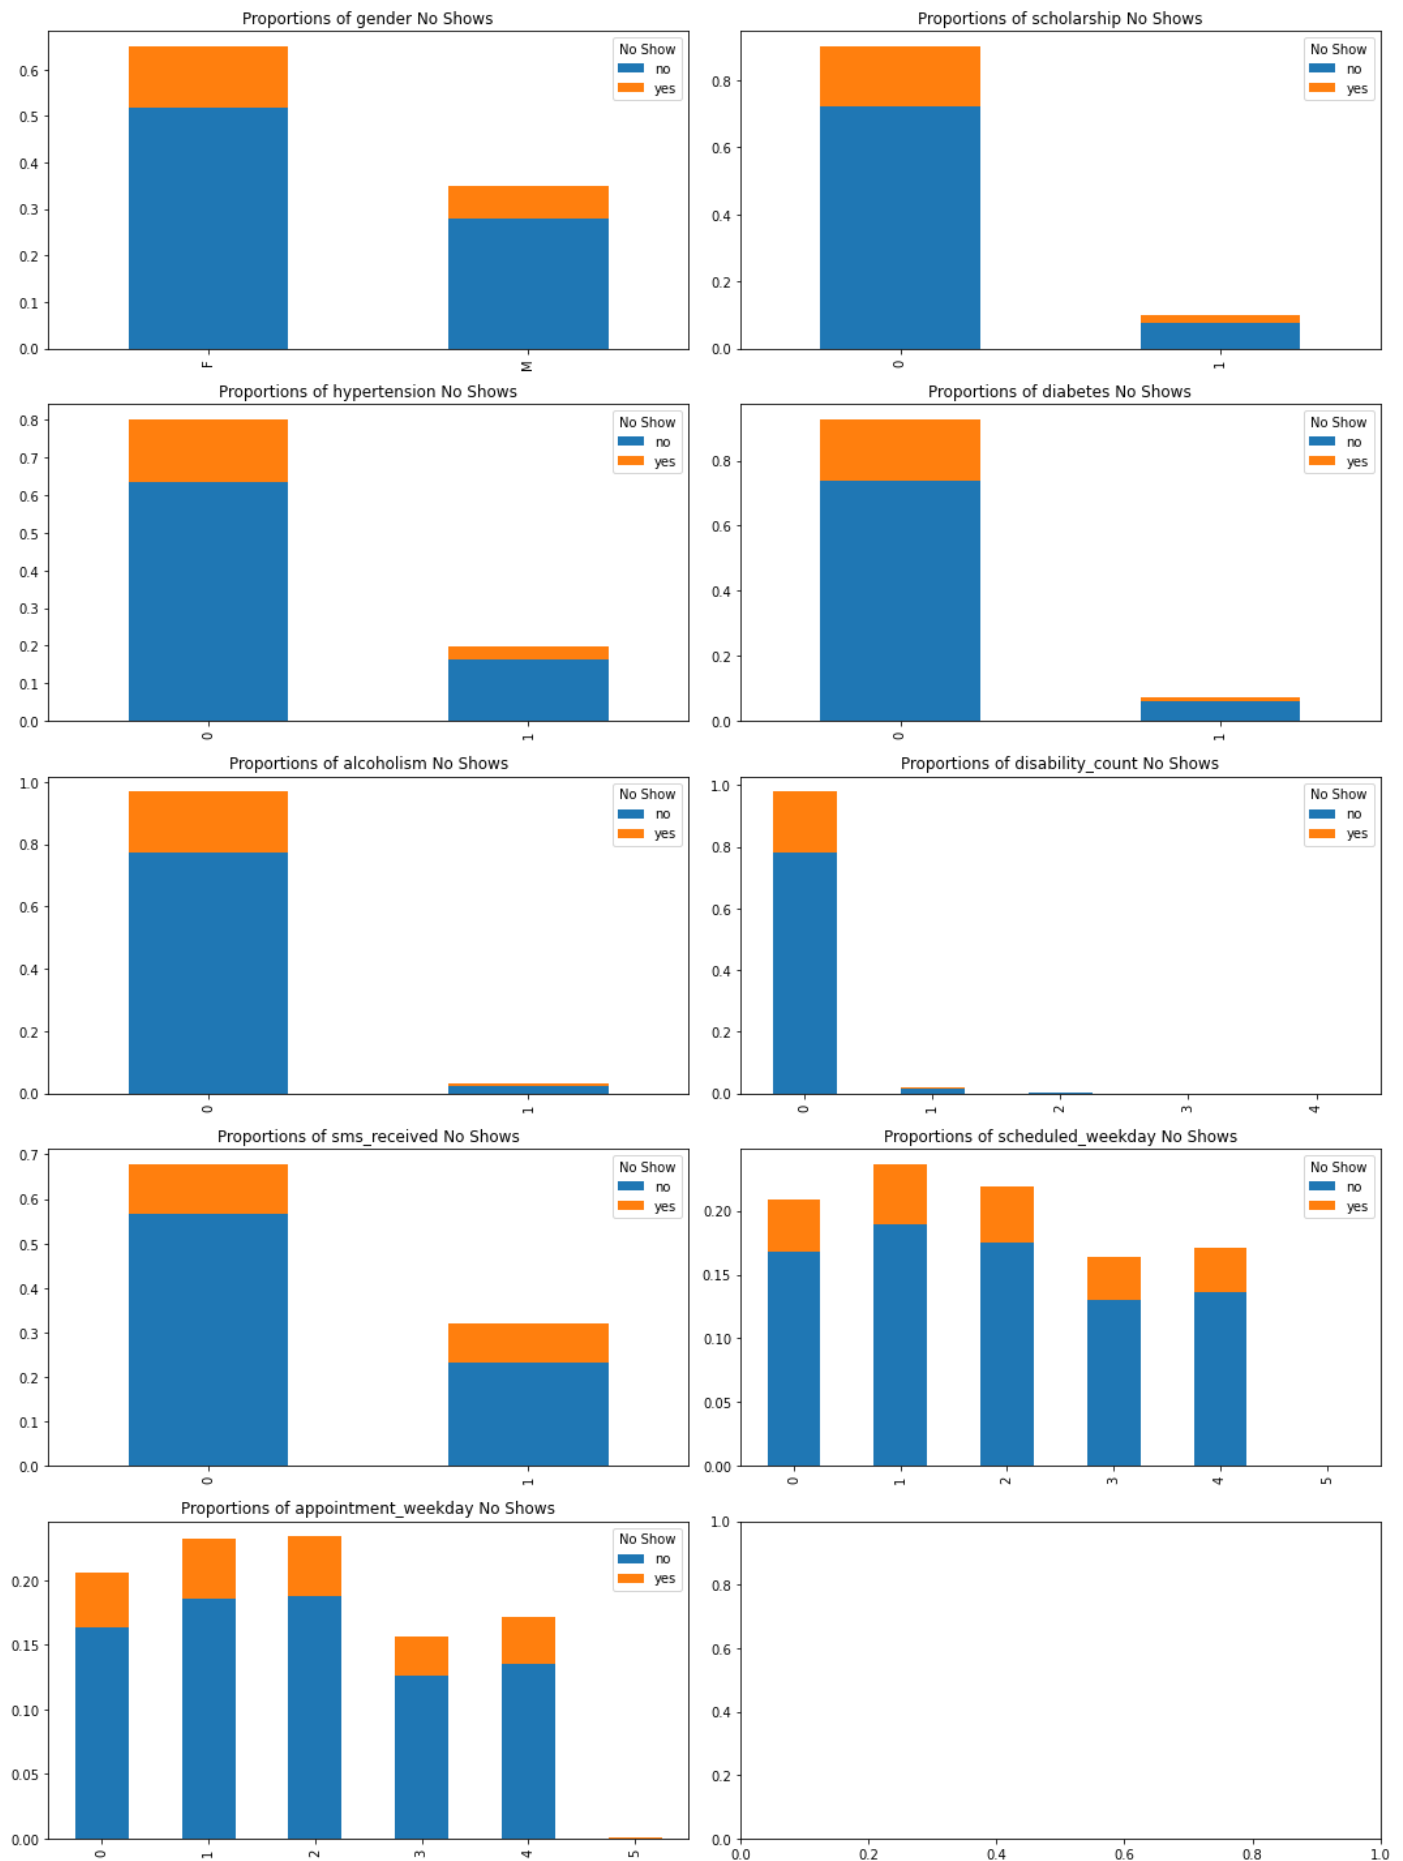 Proportions of gender No Shows
No Show
no
yes
0.6
0.5
0.4
0.3
0.2
0.1
0.0
F
M
Proportions of scholarship No Shows
No Show
no
yes
0.8
0.6
0.4
0.2
0.0
0
1
Proportions of hypertension No Shows
No Show
no
yes
0.8
0.7
0.6
0.5
0.4
0.3
0.2
0.1
0.0
0
1
Proportions of diabetes No Shows
No Show
no
yes
0.8
0.6
0.4
0.2
0.0
0
1
Proportions of alcoholism No Shows
No Show
no
yes
1.0
0.8
0.6
0.4
0.2
0.0
0
1
Proportions of disability_count No Shows
No Show
no
yes
1.0
0.8
0.6
0.4
0.2
0.0
0
1
2
3
4
Proportions of sms_received No Shows
No Show
no
yes
0.7
0.6
0.5
0.4
0.3
0.2
0.1
0.0
0
1
Proportions of scheduled_weekday No Shows
No Show
no
yes
0.20
0.15
0.10
0.05
0.00
0
1
2
3
4
5
Proportions of appointment_weekday No Shows
No Show
no
yes
0.20
0.15
0.10
0.05
0.00
0
1
2
3
4
5
1.0
0.8
0.6
0.4
0.2
0.0
0.0 0.2 0.4 0.6 0.8 1.0